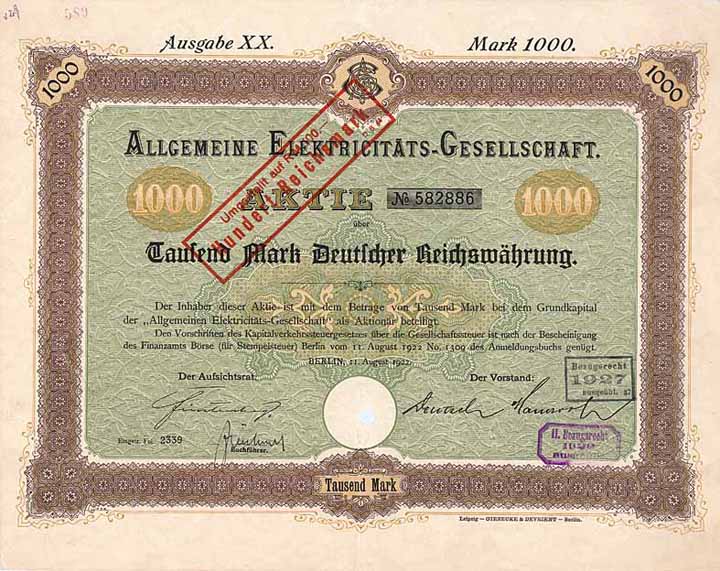 589
Ausgabe XX.
Mark 1000.
1000
1000
Umgestellt auf RM 100.
Hundert Reichsmark
ALLGEMEINE ELEKTRICITÄTS-GESELLSCHAFT.
1000
AKTIE
№ 582886
1000
über
Tausend Mark Deutscher Reichswährung.
Der Inhaber dieser Aktie ist mit dem Betrage von Tausend Mark bei dem Grundkapital
der „Allgemeinen Elektricitäts-Gesellschaft" als Aktionär beteiligt.
Den Vorschriften des Kapitalverkehrssteuergesetzes über die Gesellschaftssteuer ist nach der Bescheinigung
des Finanzamts Börse (für Stempelsteuer) Berlin vom 11. August 1922 No. 1309 des Anmeldungsbuchs genügt.
BERLIN, 11. August 1922.
Der Aufsichtsrat:
Der Vorstand:
Bezugsrecht
1927
ausgeübt.
Deutsch
Eingetr. Fol. 2339
Buchführer.
II. Bezugsrecht
Tausend Mark
Leipzig — GIESECKE & DEVRIENT — Berlin.